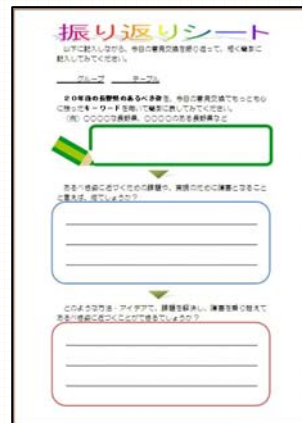 振り返りシート
以下に記入しながら、今日の意見交換を振り返って、短く簡潔に
記入してみてください。
グループ　テーブル
２０年後の長野県のあるべき姿を、今日の意見交換でもっとも心
に残ったキーワードを用いて簡潔に表してみてください。
（例）○○○○な長野県、○○○○のある長野県など
あるべき姿に近づくための課題や、実現のために障害となること
と言えば、何でしょうか？
どのような方法・アイデアで、課題を解決し、障害を乗り越えて
あるべき姿に近づくことができるでしょうか？